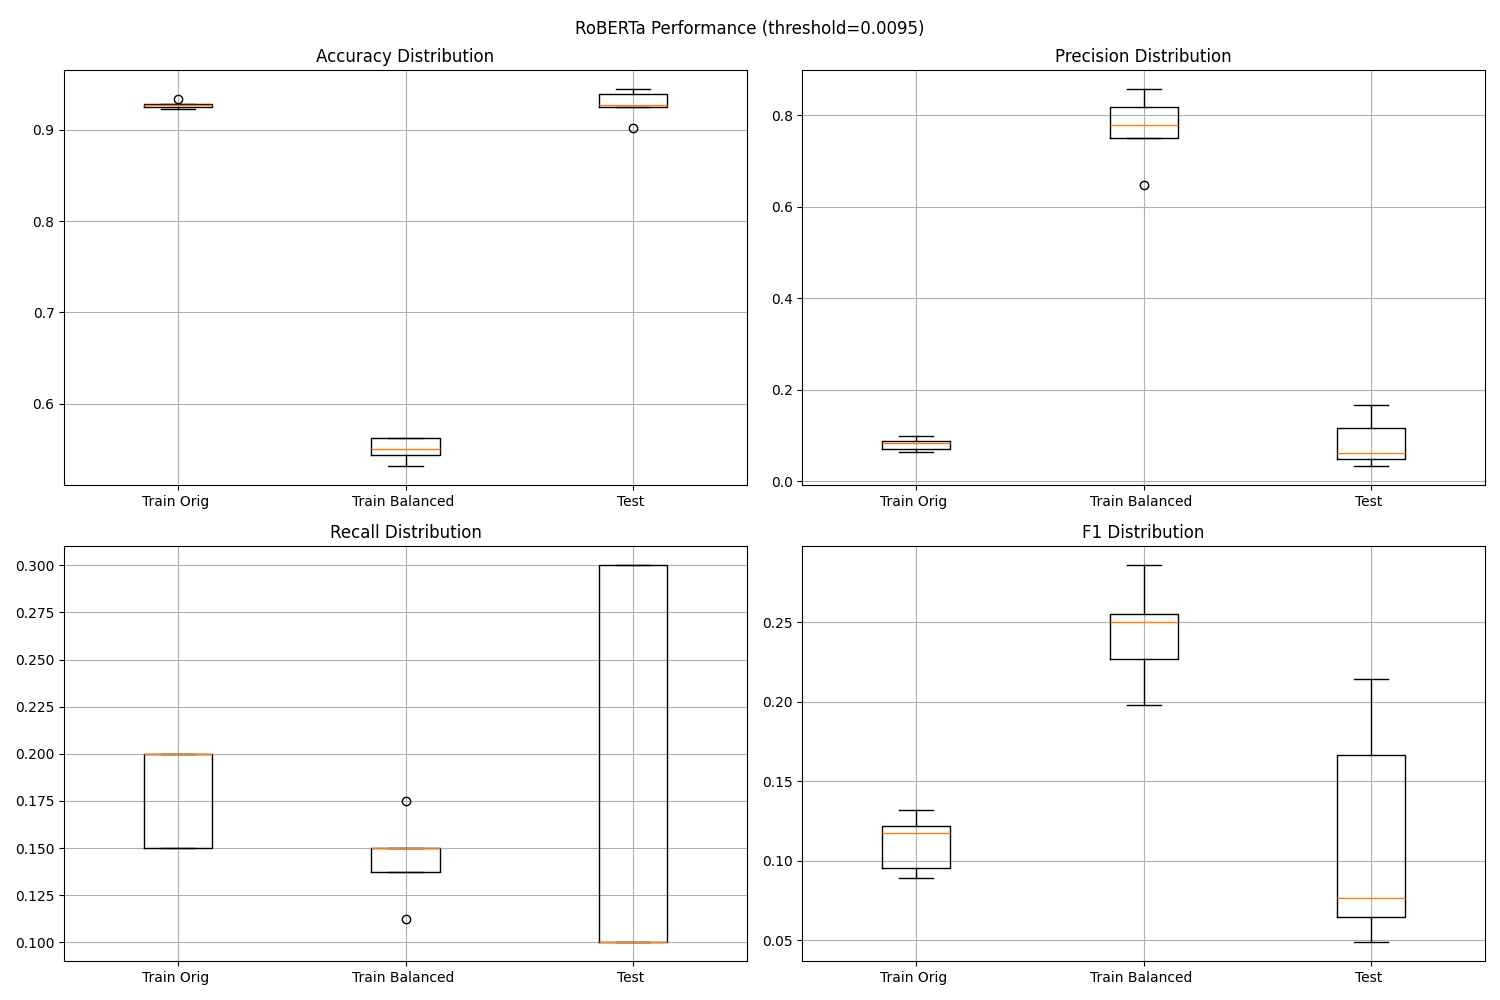 RoBERTa Performance (threshold=0.0095)
Accuracy Distribution
0.9
0.8
0.7
0.6
Train Orig
Train Balanced
Test
Precision Distribution
0.8
0.6
0.4
0.2
0.0
Train Orig
Train Balanced
Test
Recall Distribution
0.300
0.275
0.250
0.225
0.200
0.175
0.150
0.125
0.100
Train Orig
Train Balanced
Test
F1 Distribution
0.25
0.20
0.15
0.10
0.05
Train Orig
Train Balanced
Test